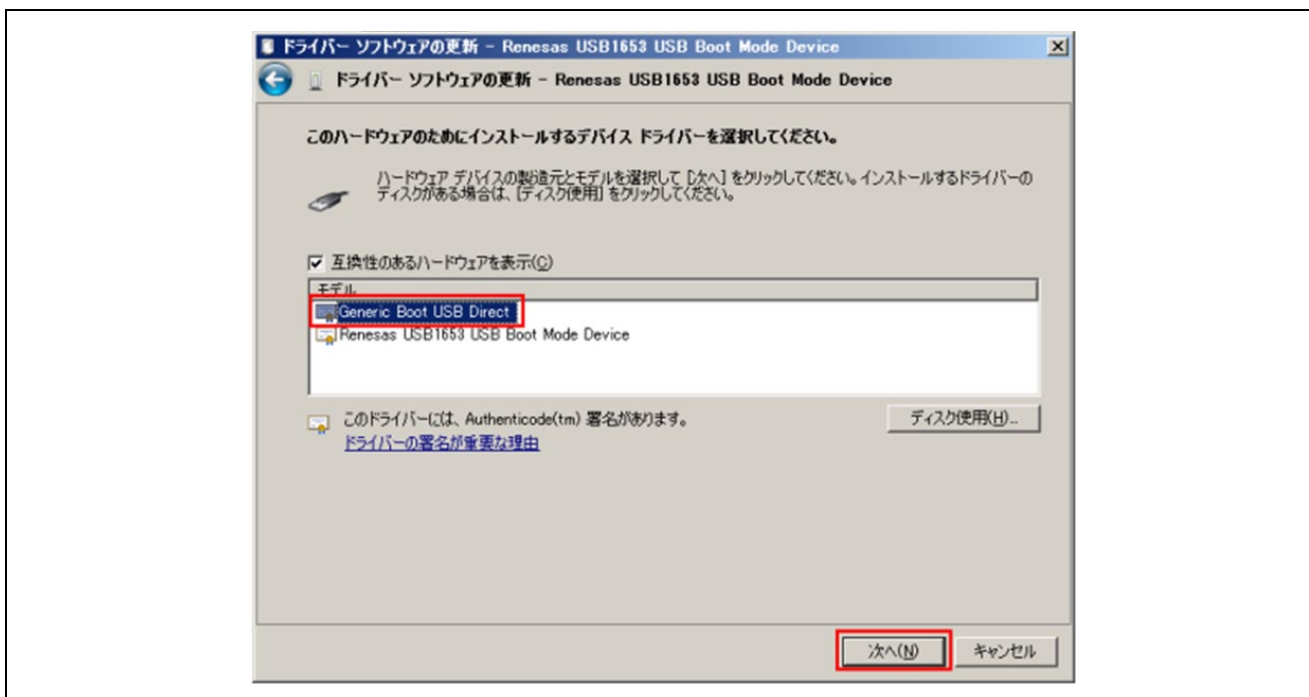 ドライバー ソフトウェアの更新 - Renesas USB1653 USB Boot Mode Device
ドライバー ソフトウェアの更新 - Renesas USB1653 USB Boot Mode Device
このハードウェアのためにインストールするデバイス ドライバーを選択してください。
ハードウェア デバイスの製造元とモデルを選択して [次へ] をクリックしてください。インストールするドライバーの
ディスクがある場合は、[ディスク使用] をクリックしてください。
互換性のあるハードウェアを表示(C)
モデル
Generic Boot USB Direct
Renesas USB1653 USB Boot Mode Device
このドライバーには、Authenticode(tm) 署名があります。
ディスク使用(H)...
ドライバーの署名が重要な理由
次へ(N)
キャンセル